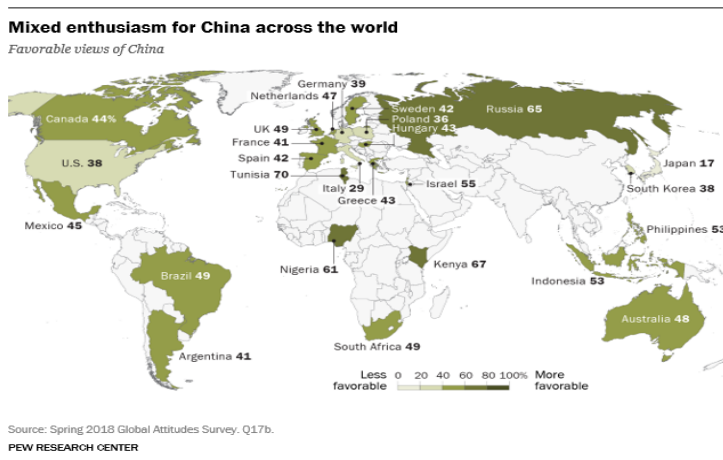 Mixed enthusiasm for China across the world
Favorable views of China
Germany 39
Netherlands 47
Sweden 42
Poland 36
Hungary 43
Russia 65
Canada 44%
UK 49
France 41
Spain 42
Tunisia 70
U.S. 38
Italy 29
Greece 43
Israel 55
Japan 17
South Korea 38
Mexico 45
Philippines 53
Nigeria 61
Kenya 67
Brazil 49
Indonesia 53
Australia 48
South Africa 49
Argentina 41
Less favorable
0 20 40 60 80 100%
More favorable
Source: Spring 2018 Global Attitudes Survey. Q17b.
PEW RESEARCH CENTER